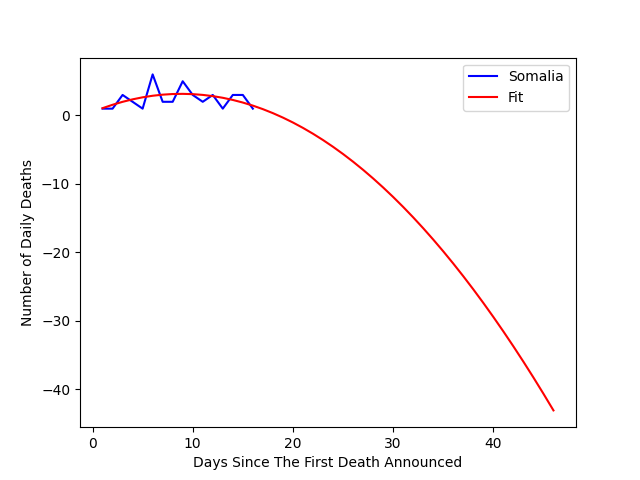 Somalia
Fit
0
−10
−20
−30
−40
Number of Daily Deaths
0 10 20 30 40
Days Since The First Death Announced